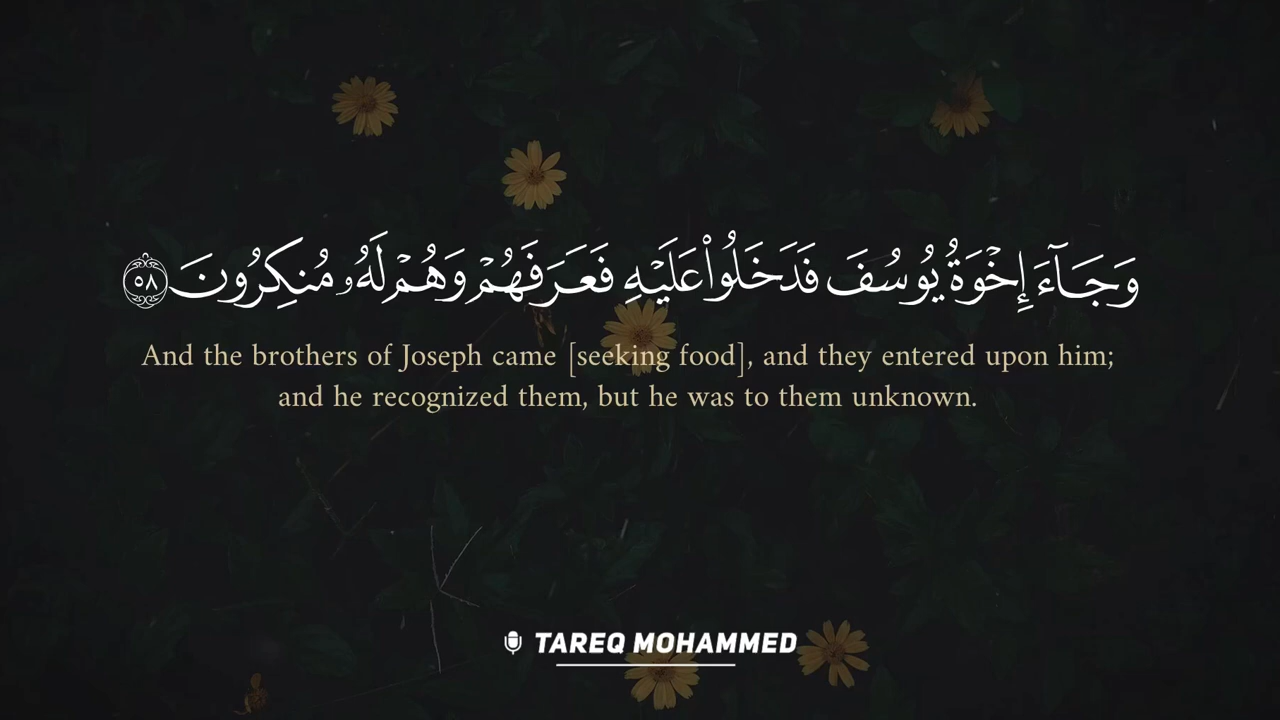 وَجَآءَ إِخْوَةُ يُوسُفَ فَدَخَلُوا۟ عَلَيْهِ فَعَرَفَهُمْ وَهُمْ لَهُۥ مُنكِرُونَ ٥٨
And the brothers of Joseph came [seeking food], and they entered upon him;
and he recognized them, but he was to them unknown.
TAREQ MOHAMMED